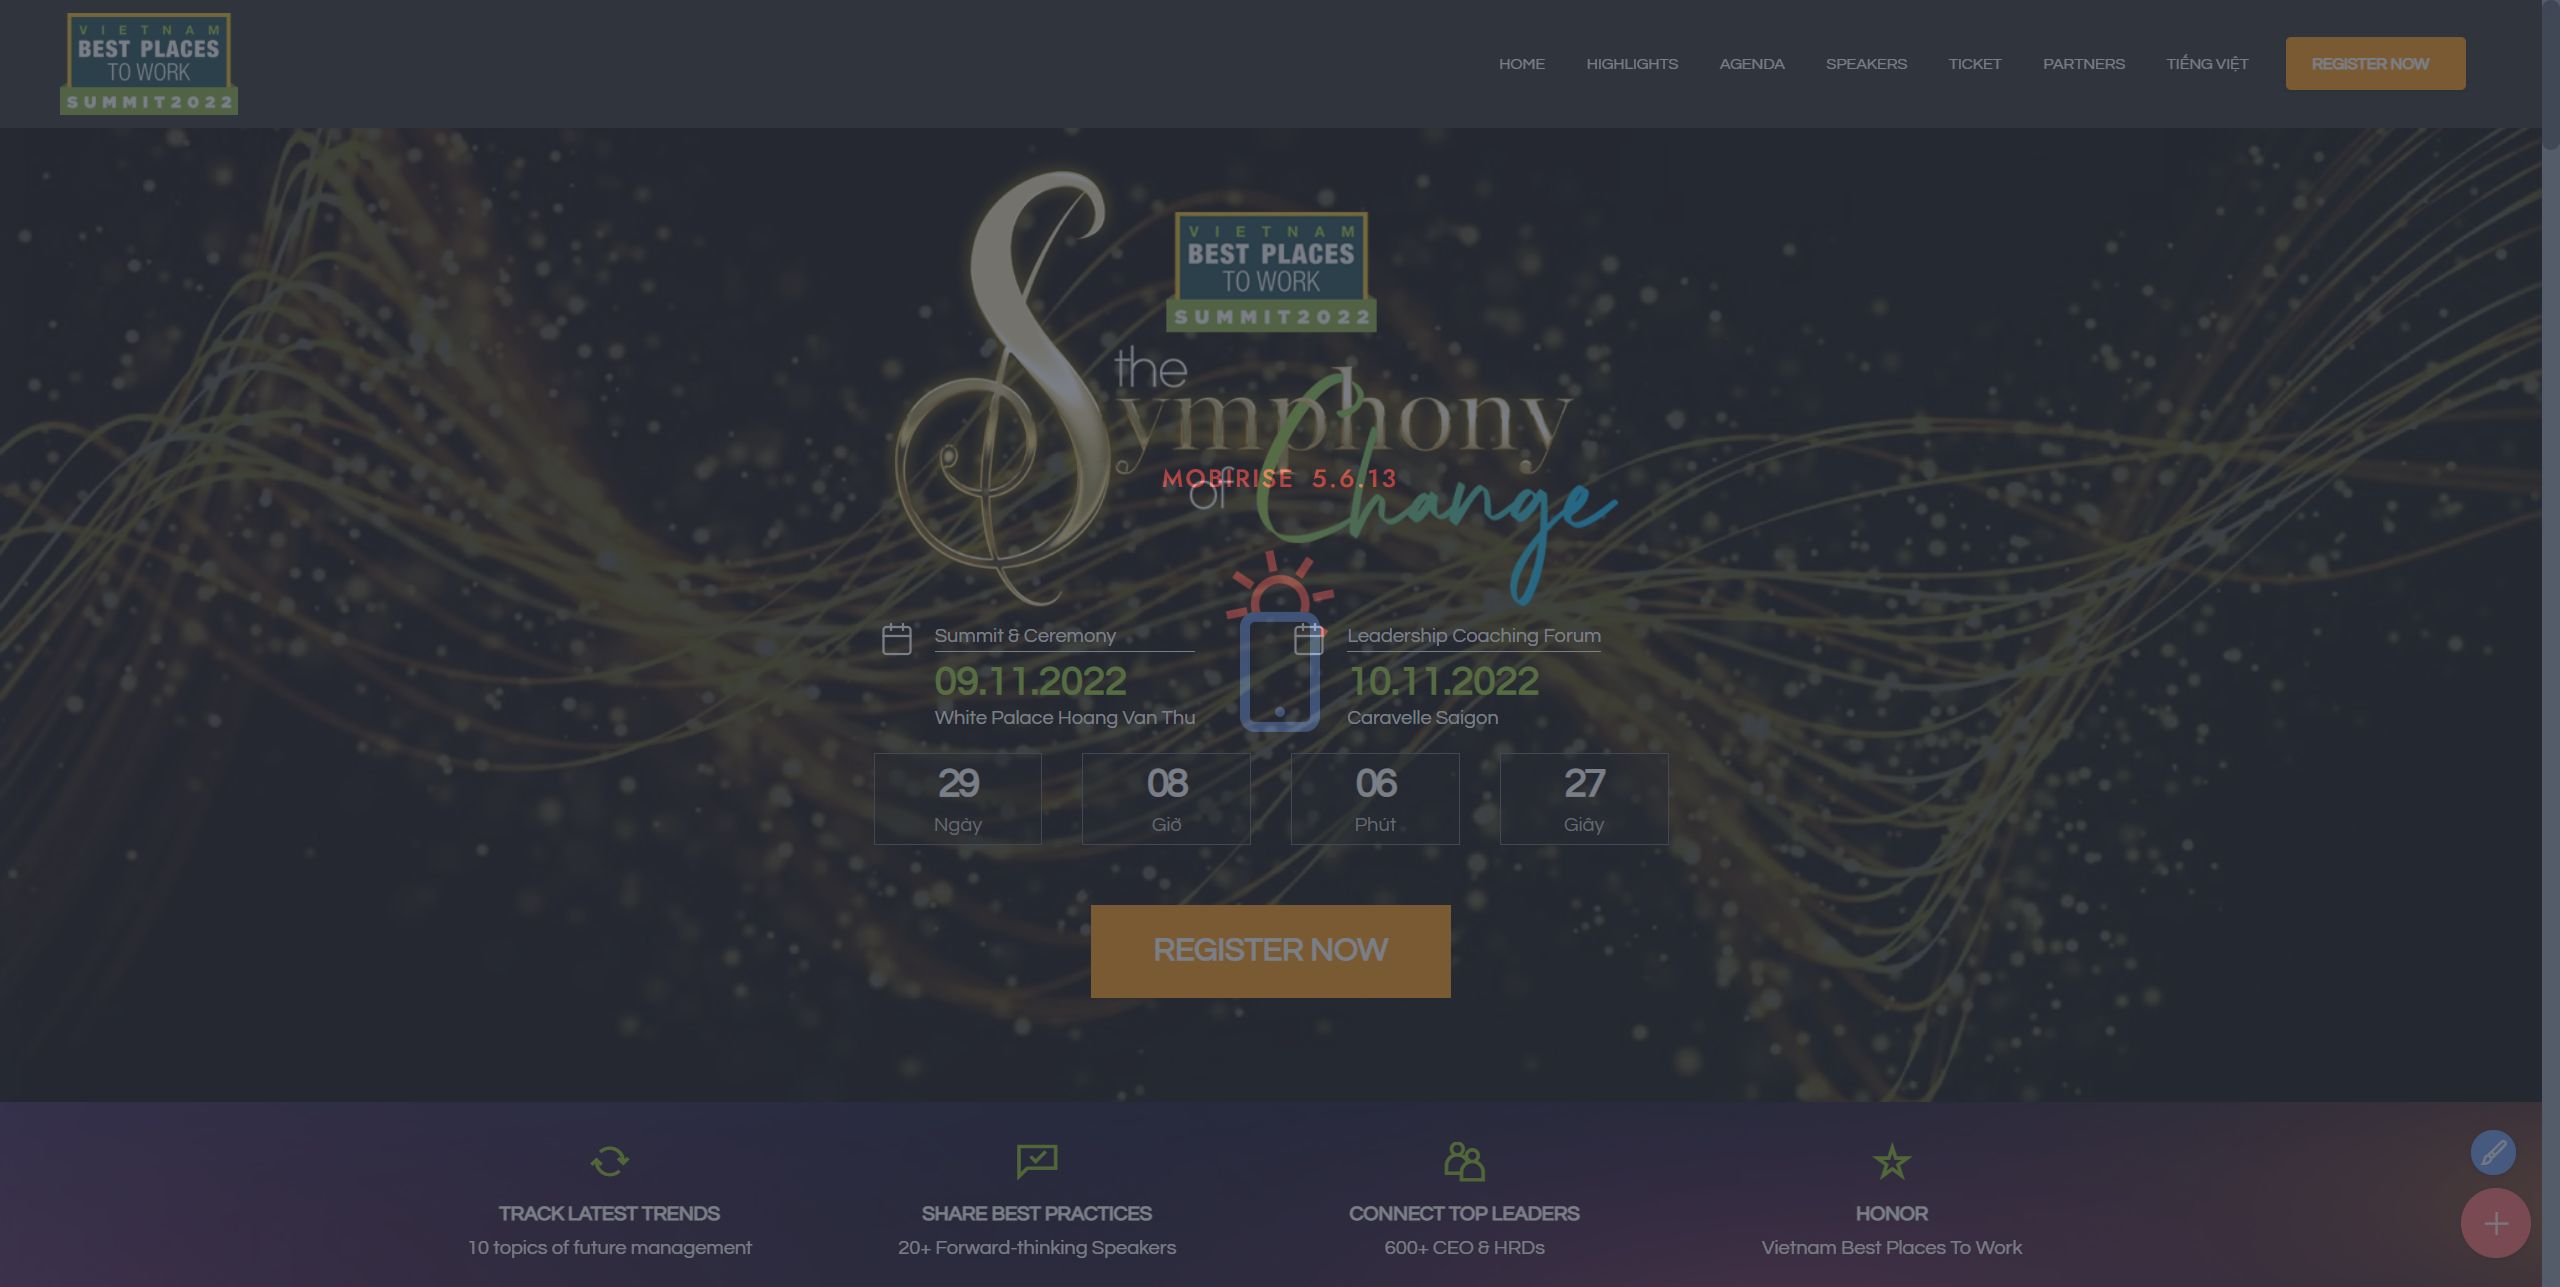 VIETNAM
BEST PLACES
TO WORK
SUMMIT2022
HOME
HIGHLIGHTS
AGENDA
SPEAKERS
TICKET
PARTNERS
TIẾNG VIỆT
REGISTER NOW
VIETNAM
BEST PLACES
TO WORK
SUMMIT2022
the
Symphony
of Change
MOBIRISE 5.6.13
Summit & Ceremony
09.11.2022
White Palace Hoang Van Thu
Leadership Coaching Forum
10.11.2022
Caravelle Saigon
29
Ngày
08
Giờ
06
Phút
27
Giây
REGISTER NOW
TRACK LATEST TRENDS
10 topics of future management
SHARE BEST PRACTICES
20+ Forward-thinking Speakers
CONNECT TOP LEADERS
600+ CEO & HRDs
HONOR
Vietnam Best Places To Work